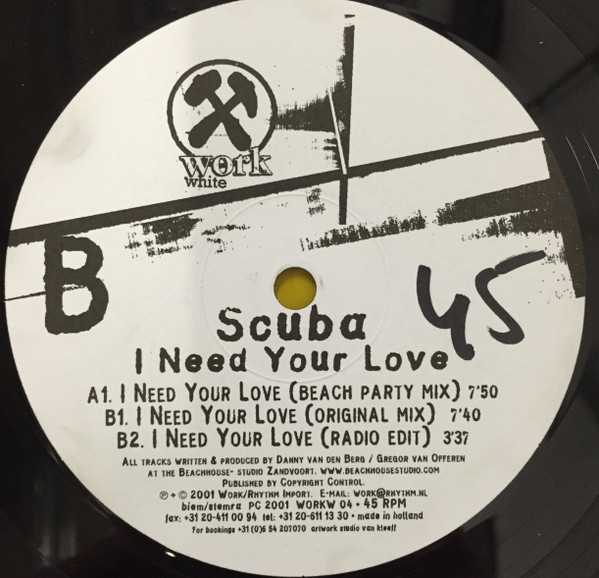 work
white
B
45
Scuba
I Need Your Love
A1. I Need Your Love (beach party mix) 7'50
B1. I Need Your Love (original mix) 7'40
B2. I Need Your Love (radio edit) 3'37
All tracks written & produced by Danny van den Berg / Gregor van Offeren
at the Beachhouse- studio Zandvoort. www.beachhousestudio.com
Published by Copyright Control.
℗ + © 2001 Work/Rhythm Import. E-mail: work@rhythm.nl
biem/stemra PC 2001 WORKW 04 • 45 RPM
fax: +31 20-411 00 94 tel: +31 20-611 13 30 • made in holland
For bookings +31 (0)6 54 207070 artwork studio van kleeff